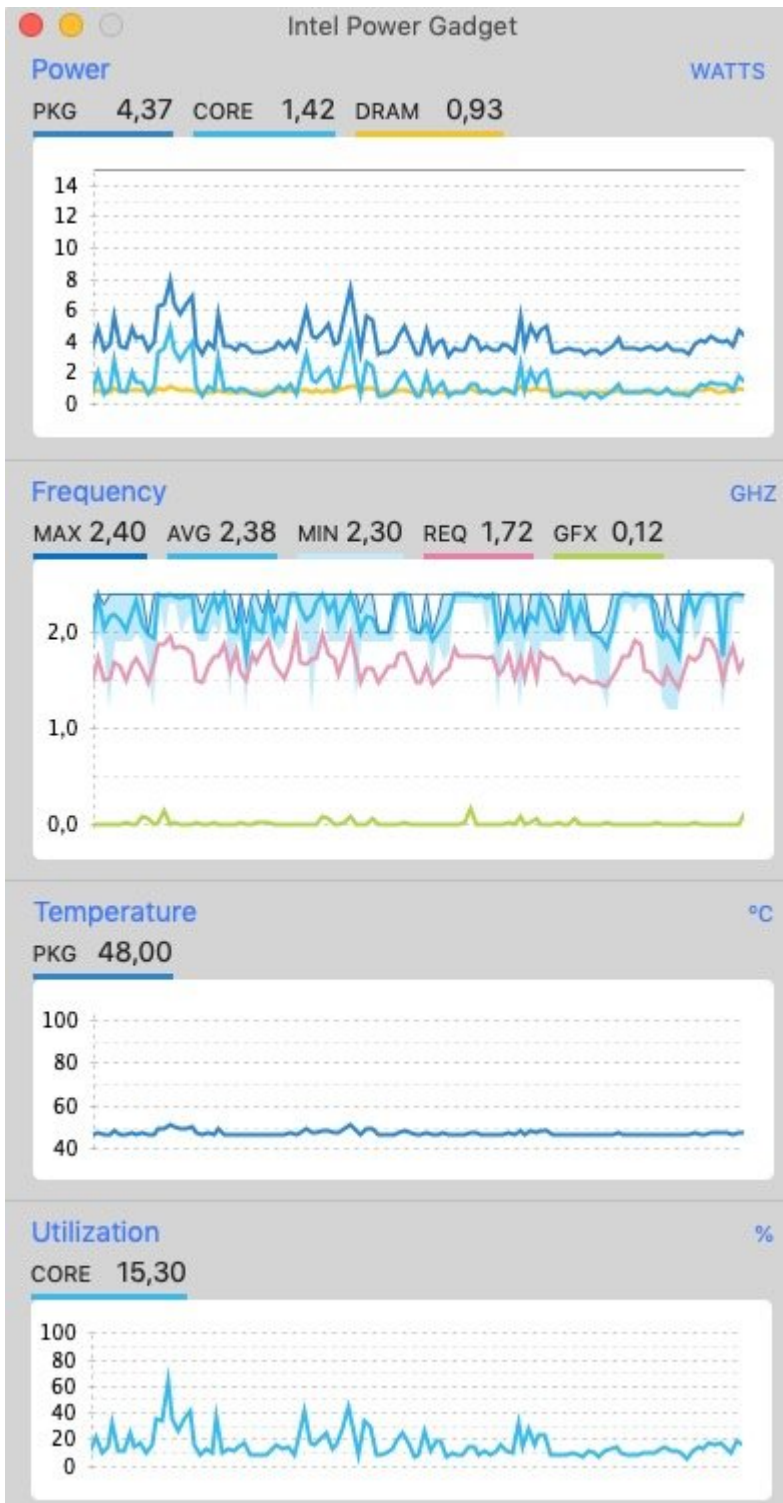 Intel Power Gadget
Power WATTS
PKG 4,37 CORE 1,42 DRAM 0,93
14
12
10
8
6
4
2
0
Frequency GHZ
MAX 2,40 AVG 2,38 MIN 2,30 REQ 1,72 GFX 0,12
2,0
1,0
0,0
Temperature ºC
PKG 48,00
100
80
60
40
Utilization %
CORE 15,30
100
80
60
40
20
0